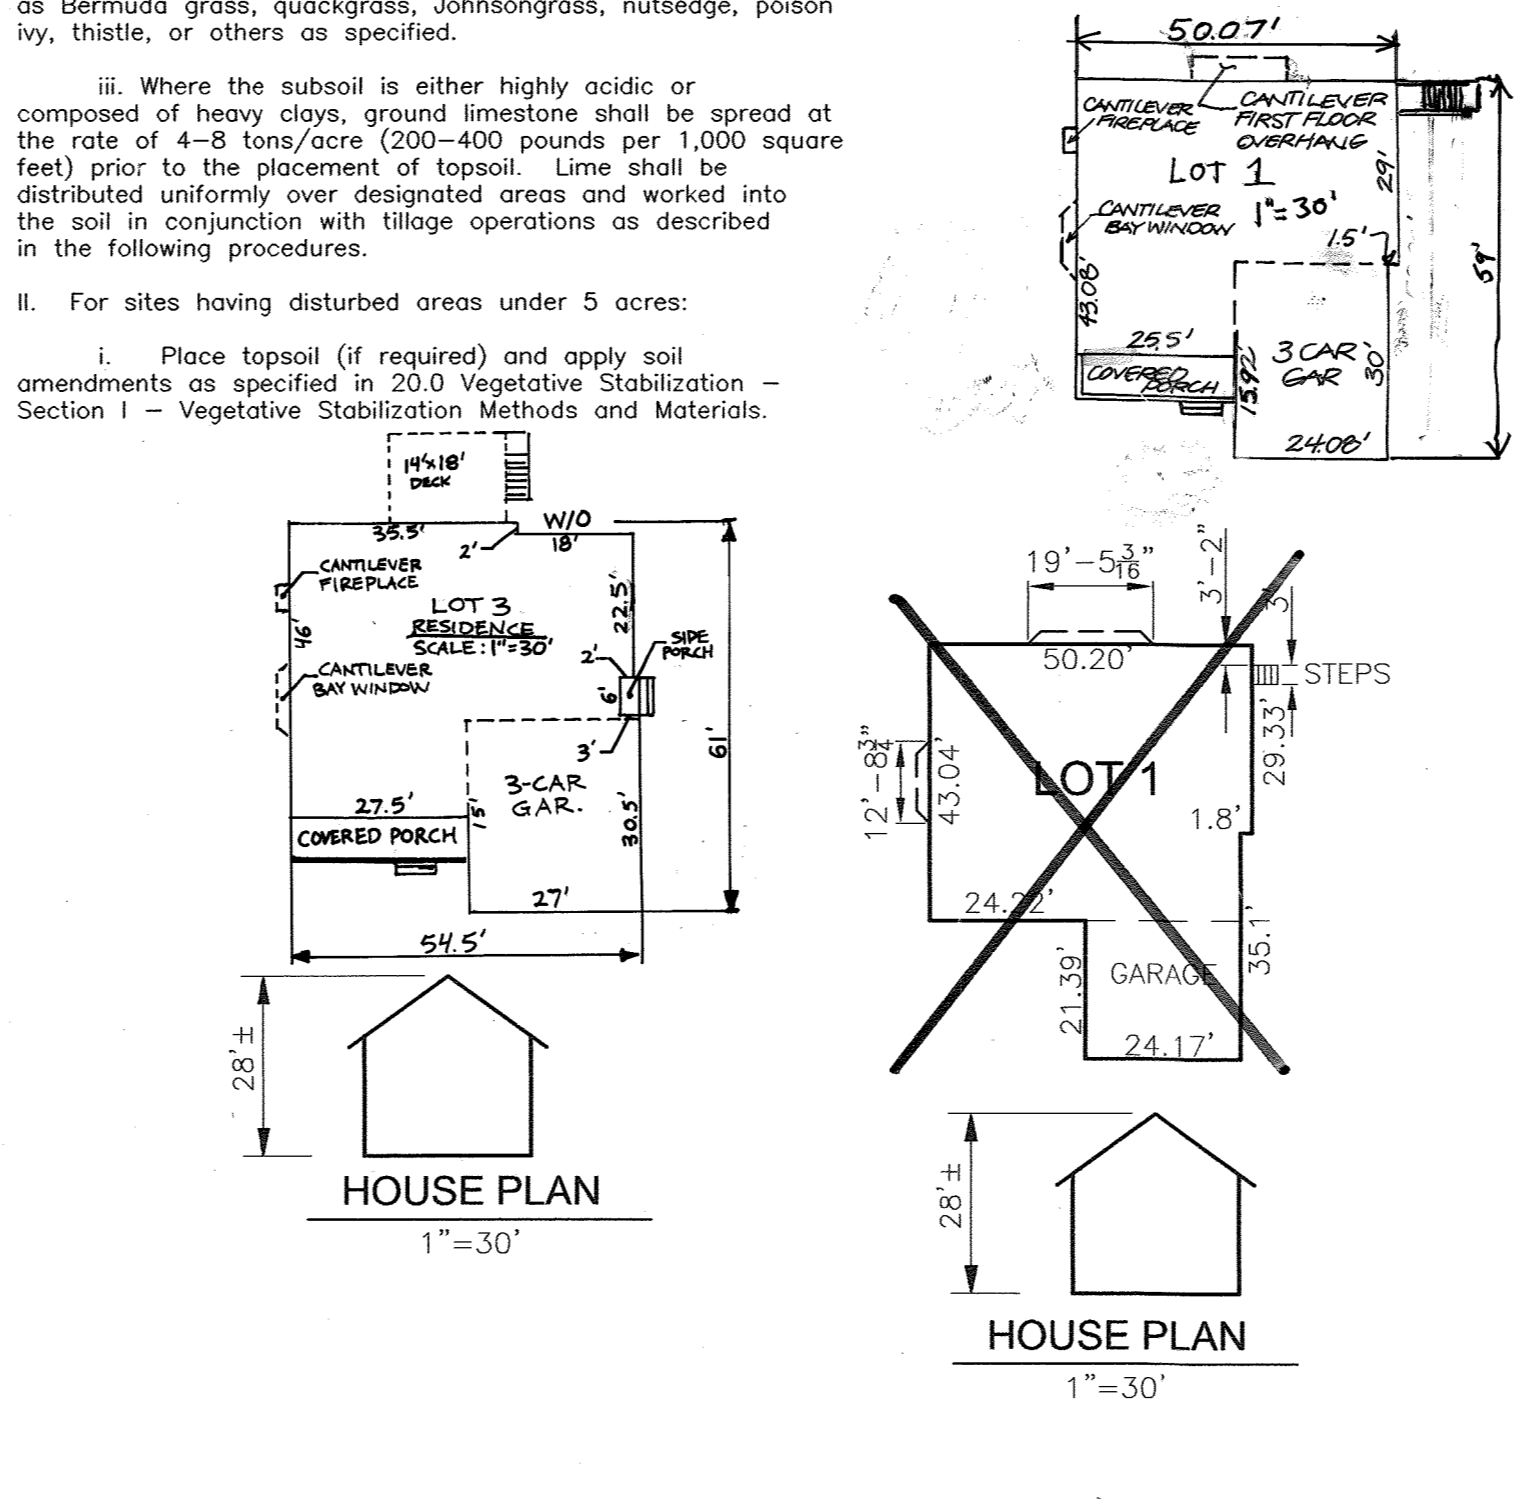 as Bermuda grass, quackgrass, Johnsongrass, nutsedge, poison
ivy, thistle, or others as specified.
iii. Where the subsoil is either highly acidic or
composed of heavy clays, ground limestone shall be spread at
the rate of 4–8 tons/acre (200–400 pounds per 1,000 square
feet) prior to the placement of topsoil. Lime shall be
distributed uniformly over designated areas and worked into
the soil in conjunction with tillage operations as described
in the following procedures.
II. For sites having disturbed areas under 5 acres:
i. Place topsoil (if required) and apply soil
amendments as specified in 20.0 Vegetative Stabilization –
Section I – Vegetative Stabilization Methods and Materials.
50.07'
CANTILEVER
FIREPLACE
CANTILEVER
FIRST FLOOR
OVERHANG
29'
LOT 1
1"=30'
CANTILEVER
BAY WINDOW
1.5'
59'
43.08'
25.5'
COVERED
PORCH
15.92'
3 CAR
GAR
30'
24.08'
14'x18'
DECK
35.5'
2'
W/O
18'
CANTILEVER
FIREPLACE
22.5'
46'
LOT 3
RESIDENCE
SCALE: 1"=30'
2'
SIDE
PORCH
CANTILEVER
BAY WINDOW
6'
61'
3'
3-CAR
GAR.
27.5'
15'
30.5'
COVERED PORCH
27'
54.5'
28'±
HOUSE PLAN
1"=30'
19'-5 3/16"
3'-2"
3'
50.20'
STEPS
12'-8 3/4"
43.04'
29.33'
LOT 1
1.8'
24.22'
21.39'
GARAGE
35.1'
24.17'
28'±
HOUSE PLAN
1"=30'